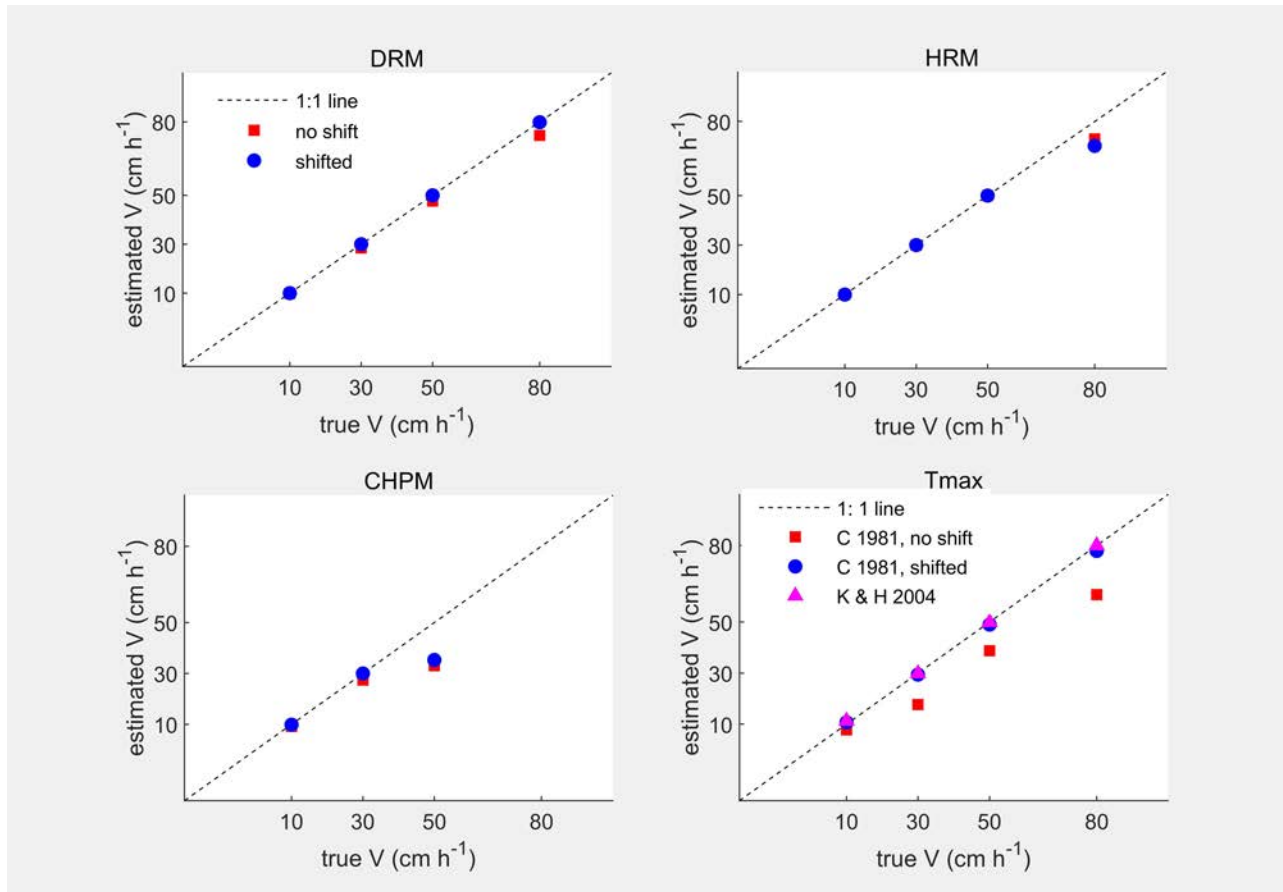 DRM
1:1 line
no shift
shifted
80
50
30
10
estimated V (cm h⁻¹)
10 30 50 80
true V (cm h⁻¹)
HRM
80
50
30
10
estimated V (cm h⁻¹)
10 30 50 80
true V (cm h⁻¹)
CHPM
80
50
30
10
estimated V (cm h⁻¹)
10 30 50 80
true V (cm h⁻¹)
Tmax
1: 1 line
C 1981, no shift
C 1981, shifted
K & H 2004
80
50
30
10
estimated V (cm h⁻¹)
10 30 50 80
true V (cm h⁻¹)